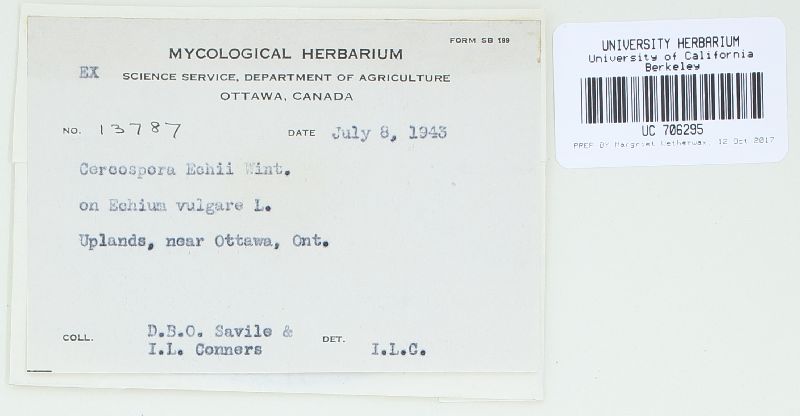 FORM SB 189
MYCOLOGICAL HERBARIUM
EX
SCIENCE SERVICE, DEPARTMENT OF AGRICULTURE
OTTAWA, CANADA
NO. 13787
DATE July 8, 1943
Cercospora Echii Wint.
on Echium vulgare L.
Uplands, near Ottawa, Ont.
COLL. D.B.O. Savile &
I.L. Conners
DET. I.L.C.
UNIVERSITY HERBARIUM
University of California
Berkeley
UC 706295
PREP BY Margriet Wetherwax, 12 Oct 2017